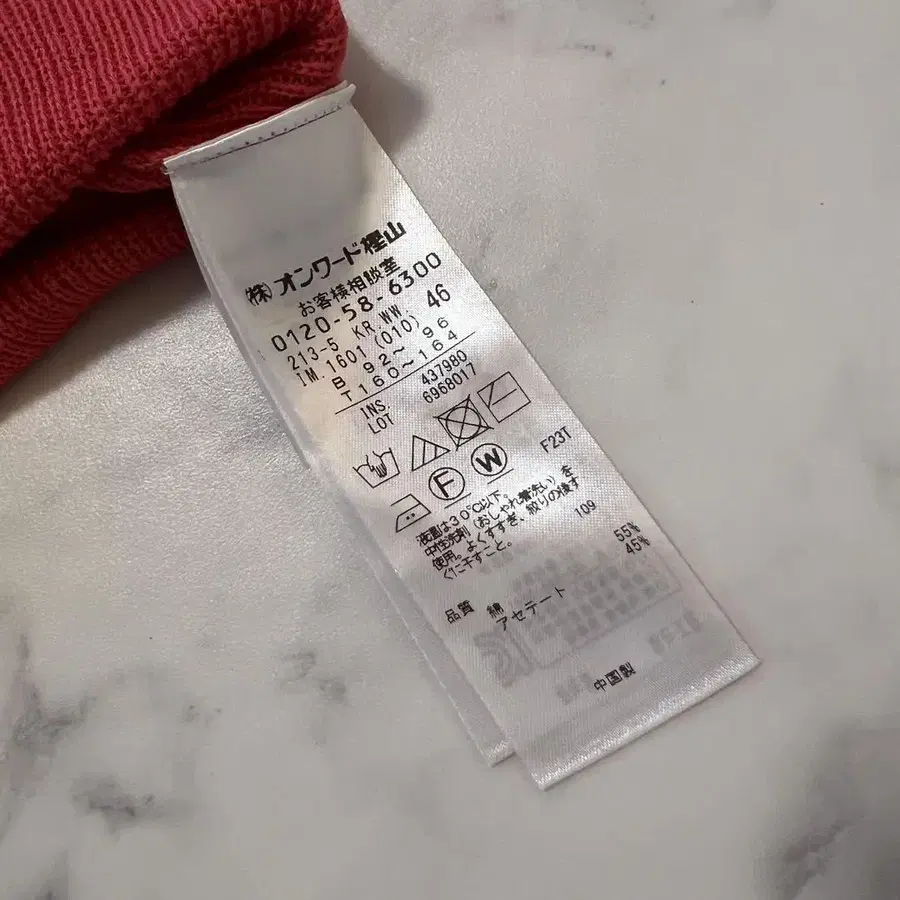 (株)オンワード樫山
お客様相談室
0120-58-6300
213-5 KR WW. 46
IM.1601 (010)
B 92〜 96
T160〜164
INS. 437980
LOT 6968017
F W F23T
液温は30℃以下。
中性洗剤(おしゃれ着洗い)を
使用。よくすすぎ、絞りの後す
ぐに干すこと。 109
品質 綿 55%
アセテート 45%
中国製